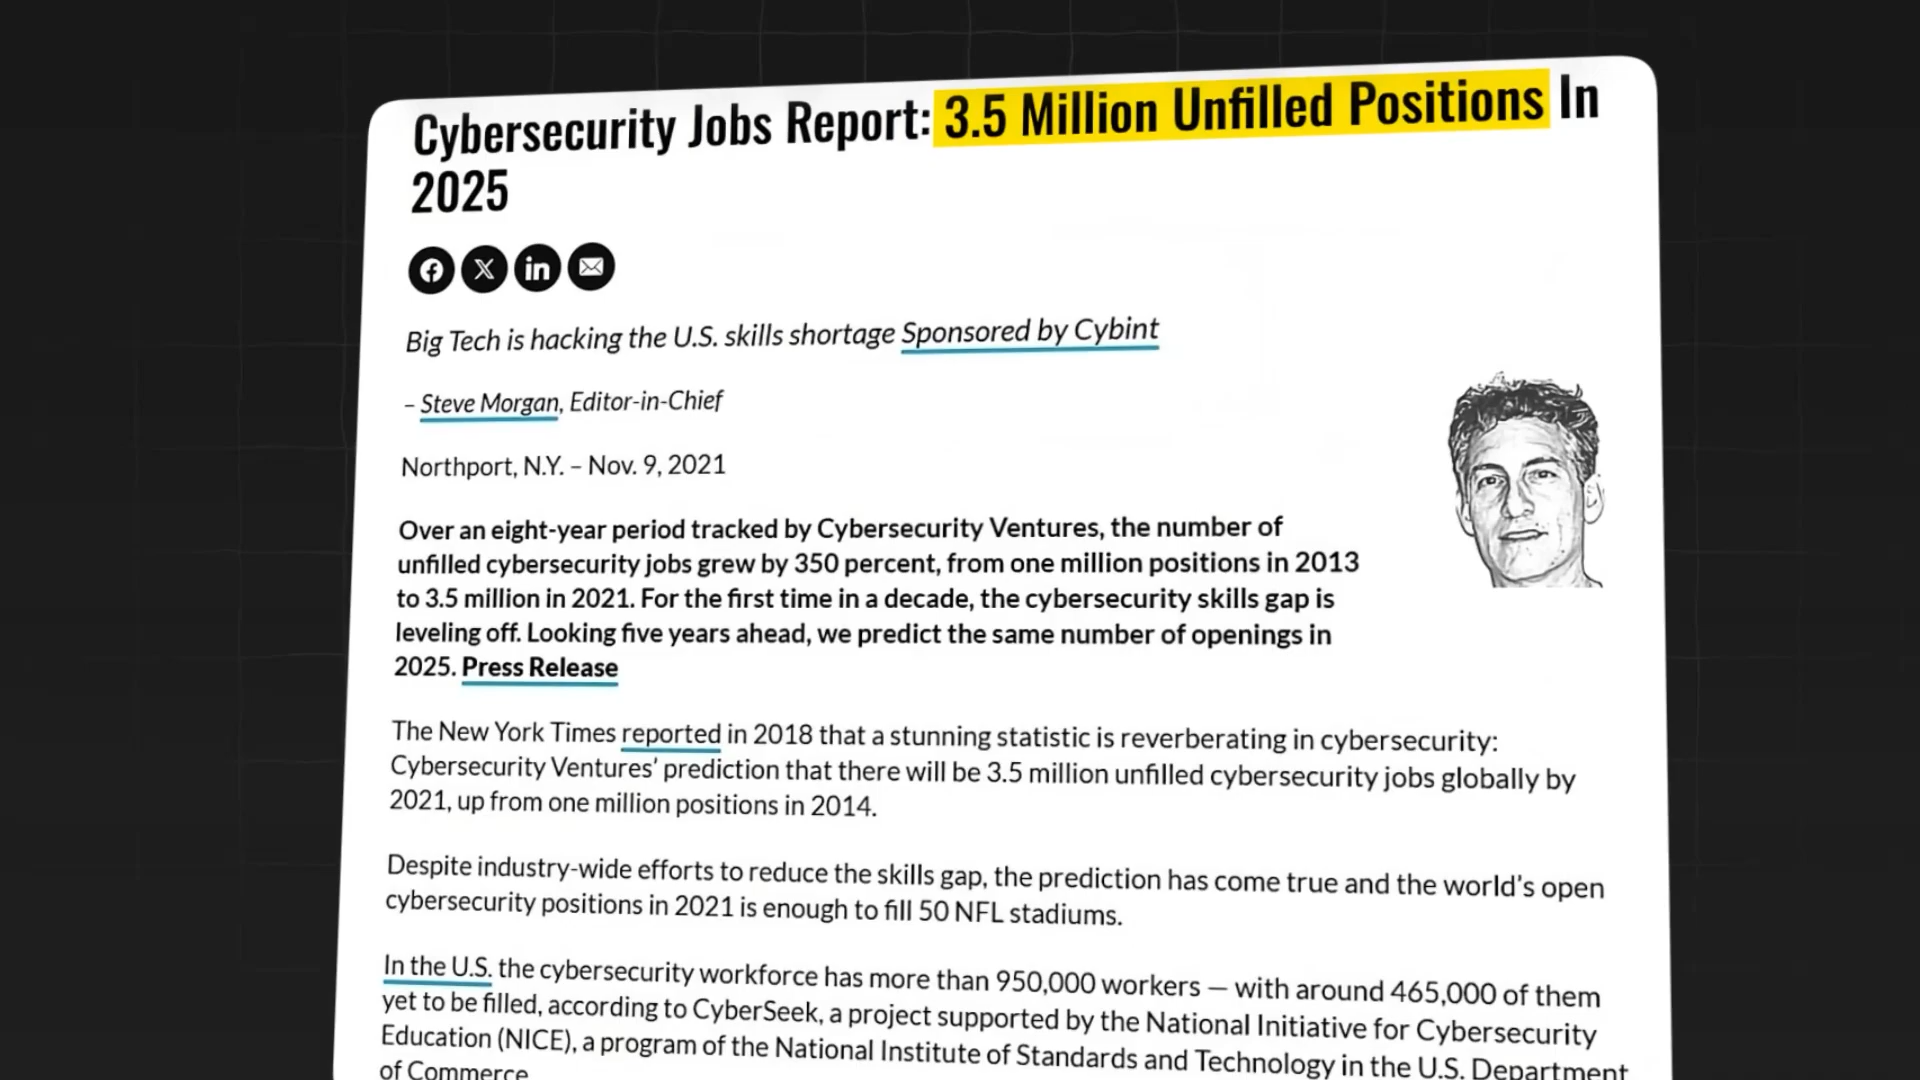 Cybersecurity Jobs Report: 3.5 Million Unfilled Positions In
2025
Big Tech is hacking the U.S. skills shortage Sponsored by Cybint
– Steve Morgan, Editor-in-Chief
Northport, N.Y. – Nov. 9, 2021
Over an eight-year period tracked by Cybersecurity Ventures, the number of
unfilled cybersecurity jobs grew by 350 percent, from one million positions in 2013
to 3.5 million in 2021. For the first time in a decade, the cybersecurity skills gap is
leveling off. Looking five years ahead, we predict the same number of openings in
2025. Press Release
The New York Times reported in 2018 that a stunning statistic is reverberating in cybersecurity:
Cybersecurity Ventures’ prediction that there will be 3.5 million unfilled cybersecurity jobs globally by
2021, up from one million positions in 2014.
Despite industry-wide efforts to reduce the skills gap, the prediction has come true and the world’s open
cybersecurity positions in 2021 is enough to fill 50 NFL stadiums.
In the U.S. the cybersecurity workforce has more than 950,000 workers — with around 465,000 of them
yet to be filled, according to CyberSeek, a project supported by the National Initiative for Cybersecurity
Education (NICE), a program of the National Institute of Standards and Technology in the U.S. Department
of Commerce